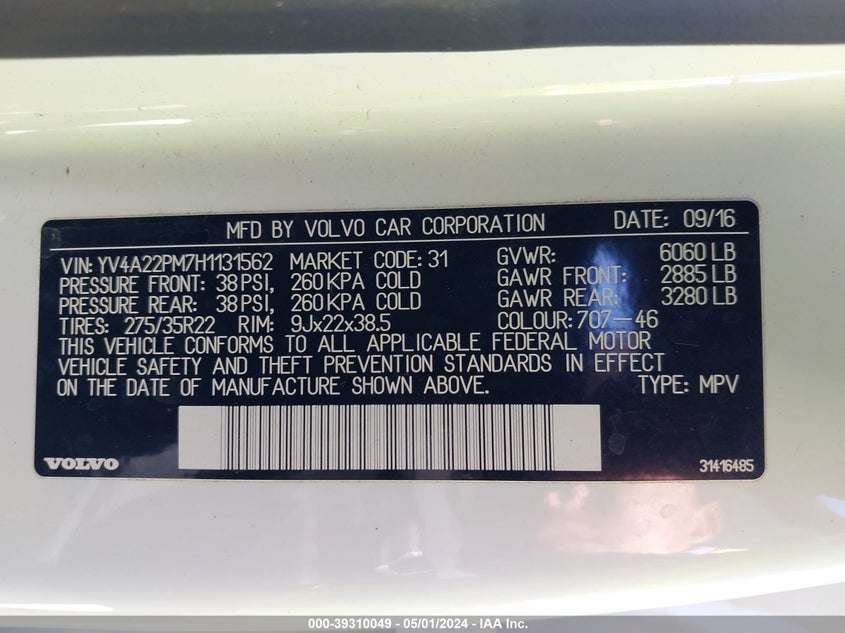 MFD BY VOLVO CAR CORPORATION DATE: 09/16
VIN: YV4A22PM7H1131562 MARKET CODE: 31 GVWR: 6060 LB
PRESSURE FRONT: 38 PSI, 260 KPA COLD GAWR FRONT: 2885 LB
PRESSURE REAR: 38 PSI, 260 KPA COLD GAWR REAR: 3280 LB
TIRES: 275/35R22 RIM: 9Jx22x38.5 COLOUR: 707-46
THIS VEHICLE CONFORMS TO ALL APPLICABLE FEDERAL MOTOR
VEHICLE SAFETY AND THEFT PREVENTION STANDARDS IN EFFECT
ON THE DATE OF MANUFACTURE SHOWN ABOVE. TYPE: MPV
VOLVO 31416485
000-39310049 - 05/01/2024 - IAA Inc.